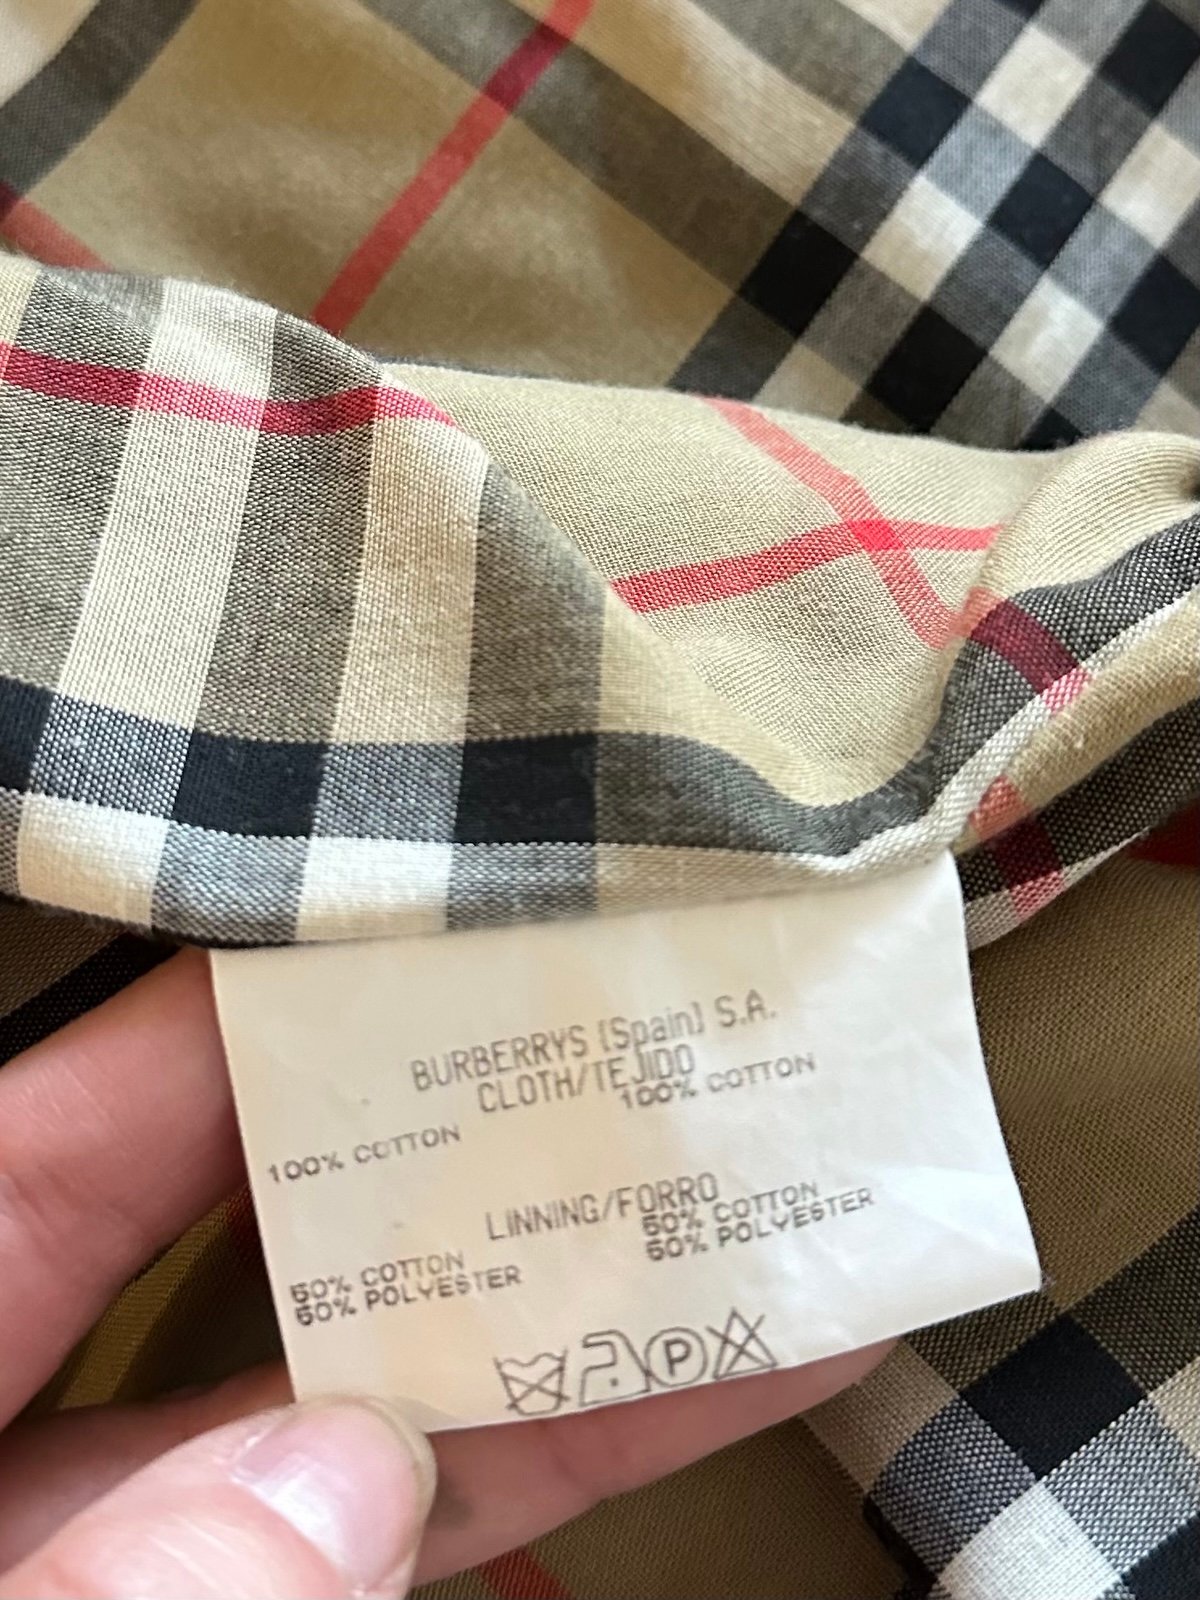 BURBERRYS (Spain) S.A.
CLOTH/TEJIDO
100% COTTON
100% COTTON
LINNING/FORRO
50% COTTON
50% POLYESTER
50% COTTON
50% POLYESTER
P